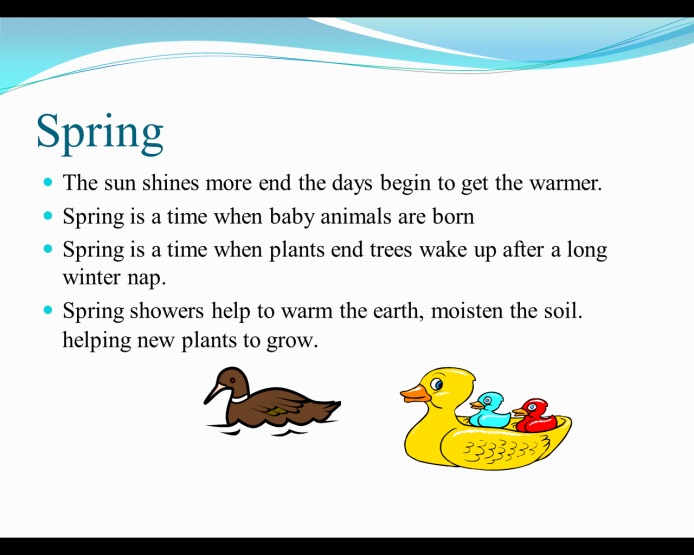 Spring
The sun shines more end the days begin to get the warmer.
Spring is a time when baby animals are born
Spring is a time when plants end trees wake up after a long
winter nap.
Spring showers help to warm the earth, moisten the soil.
helping new plants to grow.